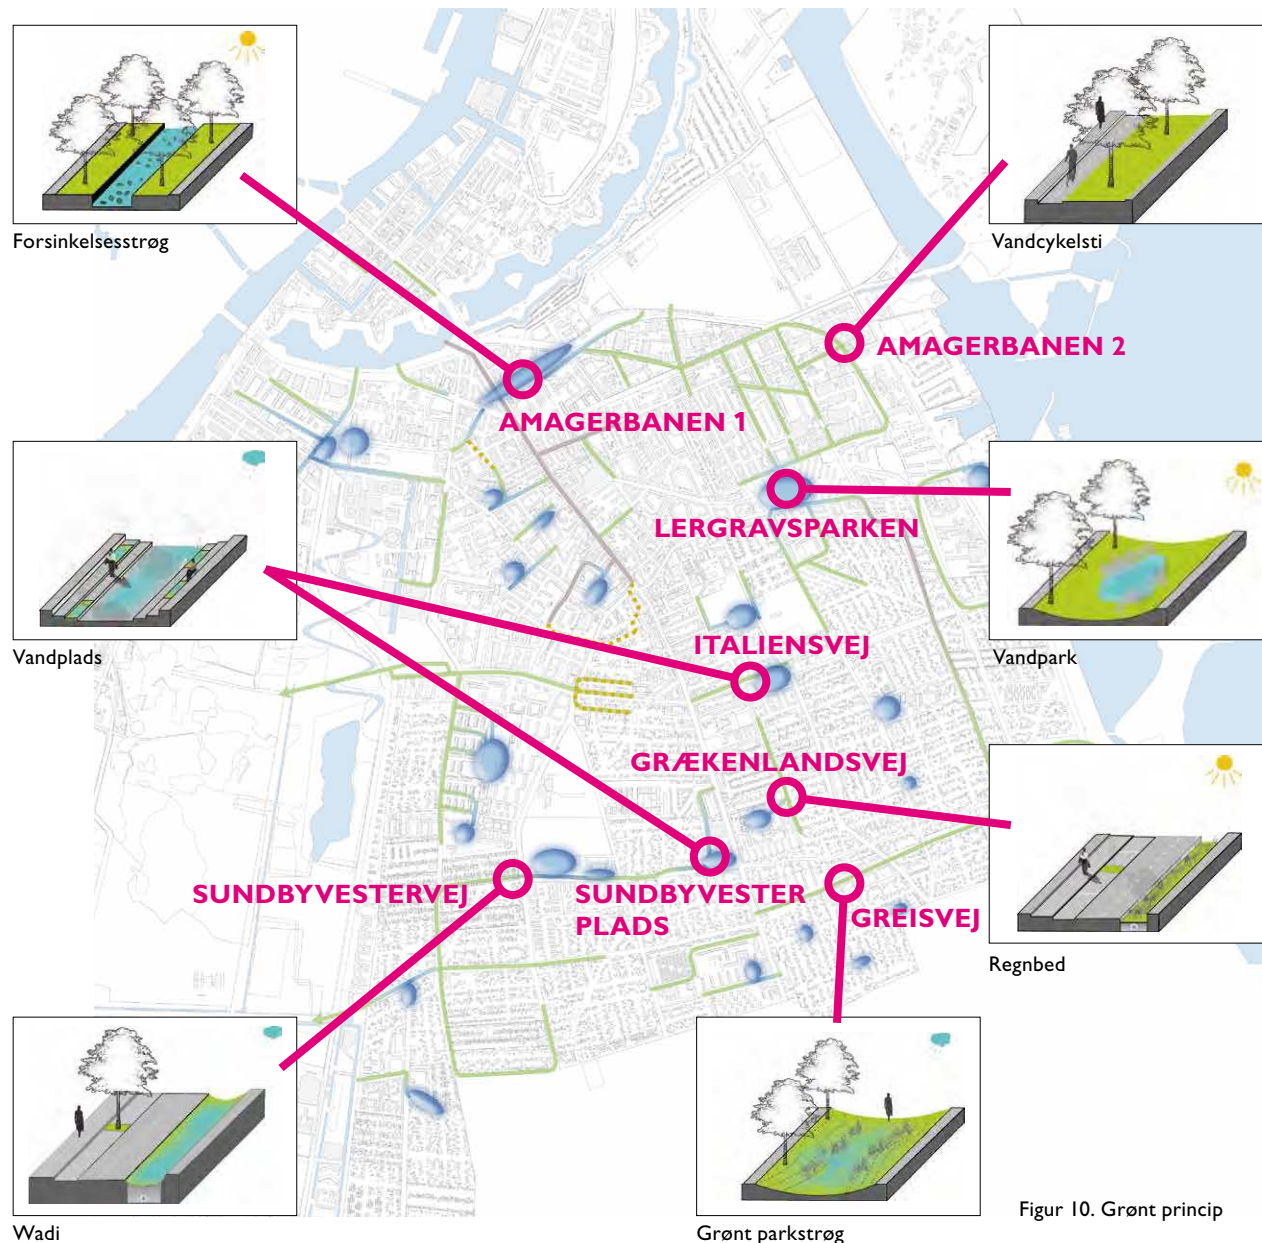 Forsinkelsesstrøg
Vandcykelsti
AMAGERBANEN 2
AMAGERBANEN 1
LERGRAVSPARKEN
Vandplads
Vandpark
ITALIENSVEJ
GRÆKENLANDSVEJ
SUNDBYVESTERVEJ
SUNDBYVESTER
PLADS
GREISVEJ
Regnbed
Wadi
Grønt parkstrøg
Figur 10. Grønt princip